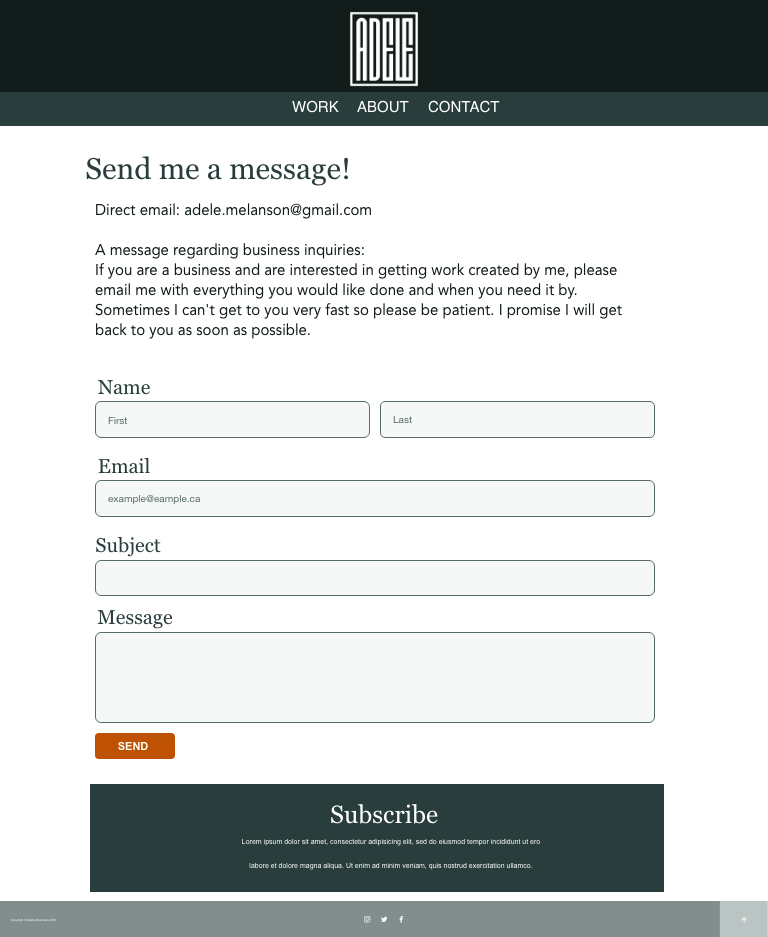 ADELE
WORK ABOUT CONTACT
Send me a message!
Direct email: adele.melanson@gmail.com
A message regarding business inquiries:
If you are a business and are interested in getting work created by me, please
email me with everything you would like done and when you need it by.
Sometimes I can't get to you very fast so please be patient. I promise I will get
back to you as soon as possible.
Name
First Last
Email
example@eample.ca
Subject
Message
SEND
Subscribe
Lorem ipsum dolor sit amet, consectetur adipisicing elit, sed do eiusmod tempor incididunt ut ero
labore et dolore magna aliqua. Ut enim ad minim veniam, quis nostrud exercitation ullamco.